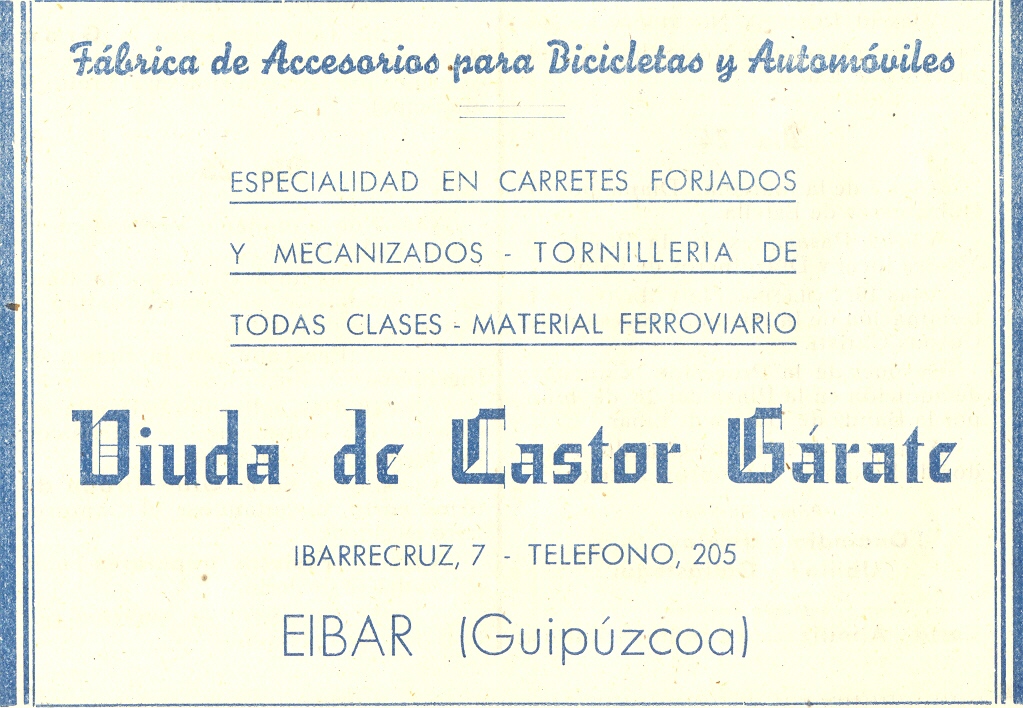 Fábrica de Accesorios para Bicicletas y Automóviles
ESPECIALIDAD EN CARRETES FORJADOS
Y MECANIZADOS - TORNILLERIA DE
TODAS CLASES - MATERIAL FERROVIARIO
Viuda de Castor Gárate
IBARRECRUZ, 7 - TELEFONO, 205
EIBAR (Guipúzcoa)